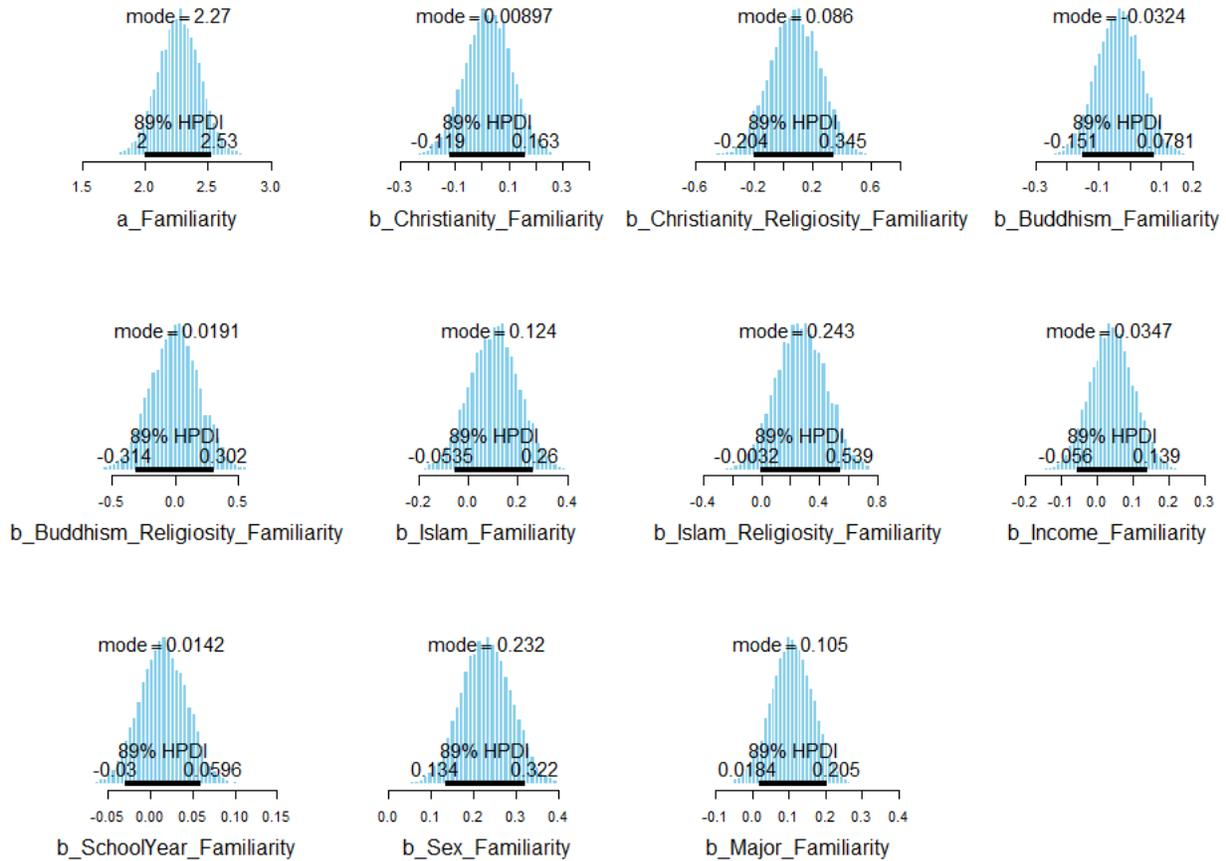 mode = 2.27
89% HPDI
2 2.53
1.5 2.0 2.5 3.0
a_Familiarity
mode = 0.00897
89% HPDI
-0.119 0.163
-0.3 -0.1 0.1 0.3
b_Christianity_Familiarity
mode = 0.086
89% HPDI
-0.204 0.345
-0.6 -0.2 0.2 0.6
b_Christianity_Religiosity_Familiarity
mode = -0.0324
89% HPDI
-0.151 0.0781
-0.3 -0.1 0.1 0.2
b_Buddhism_Familiarity
mode = 0.0191
89% HPDI
-0.314 0.302
-0.5 0.0 0.5
b_Buddhism_Religiosity_Familiarity
mode = 0.124
89% HPDI
-0.0535 0.26
-0.2 0.0 0.2 0.4
b_Islam_Familiarity
mode = 0.243
89% HPDI
-0.0032 0.539
-0.4 0.0 0.4 0.8
b_Islam_Religiosity_Familiarity
mode = 0.0347
89% HPDI
-0.056 0.139
-0.2 -0.1 0.0 0.1 0.2 0.3
b_Income_Familiarity
mode = 0.0142
89% HPDI
-0.03 0.0596
-0.05 0.00 0.05 0.10 0.15
b_SchoolYear_Familiarity
mode = 0.232
89% HPDI
0.134 0.322
0.0 0.1 0.2 0.3 0.4
b_Sex_Familiarity
mode = 0.105
89% HPDI
0.0184 0.205
-0.1 0.0 0.1 0.2 0.3 0.4
b_Major_Familiarity